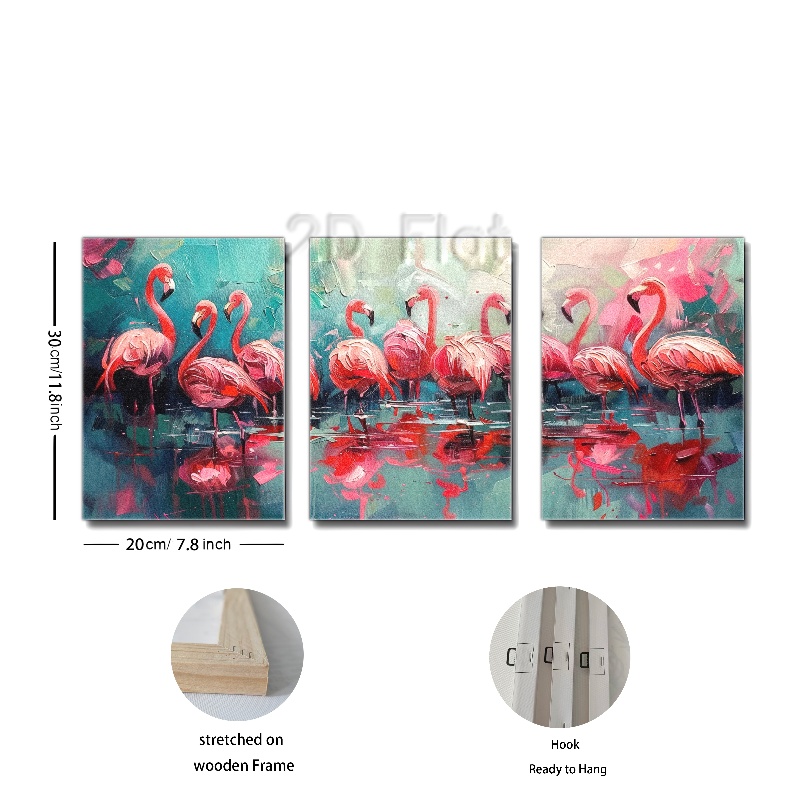 2D Flat
30cm/11.8inch
20cm/ 7.8 inch
stretched on
wooden Frame
Hook
Ready to Hang